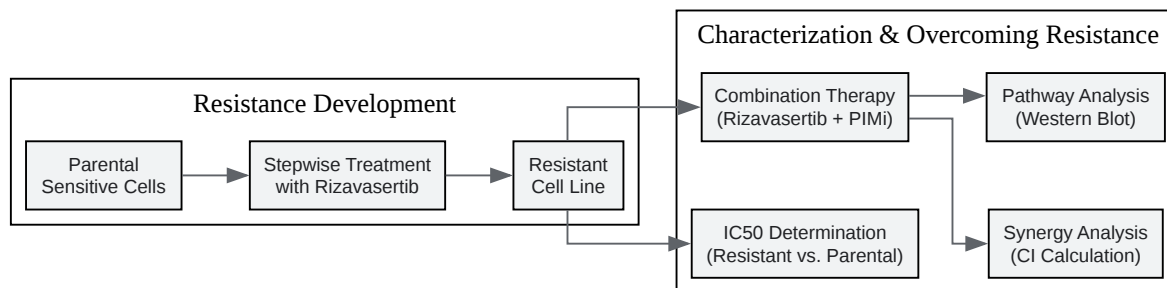 Resistance Development
Parental
Sensitive Cells
Stepwise Treatment
with Rizavasertib
Resistant
Cell Line
Characterization & Overcoming Resistance
Combination Therapy
(Rizavasertib + PIMi)
Pathway Analysis
(Western Blot)
IC50 Determination
(Resistant vs. Parental)
Synergy Analysis
(CI Calculation)